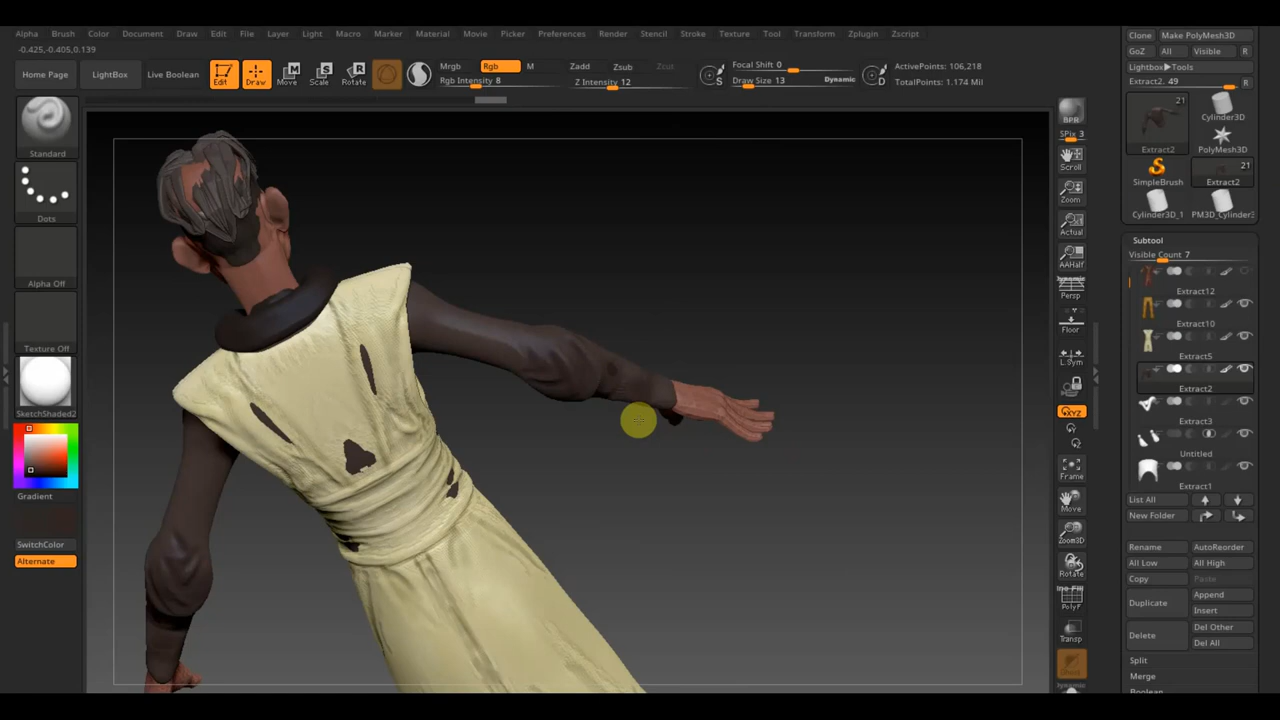 Alpha Brush Color Document Draw Edit File Layer Light Macro Marker Material Movie Picker Preferences Render Stencil Stroke Texture Tool Transform Zplugin Zscript
-0.425,-0.405,0.139
Home Page LightBox Live Boolean Edit Draw Move Scale Rotate
Mrgb Rgb M Zadd Zsub Zcut
Rgb Intensity 8 Z Intensity 12
S Focal Shift 0
Draw Size 13 Dynamic
D ActivePoints: 106,218
TotalPoints: 1.174 Mil
Standard
Dots
Alpha Off
Texture Off
SketchShaded2
Gradient
SwitchColor
Alternate
BPR
SPix 3
Scroll
Zoom
Actual
AAHalf
Dynamic
Persp
Floor
L.Sym
XYZ
Frame
Move
Zoom3D
Rotate
PolyF
Transp
Dynamic
Clone Make PolyMesh3D
GoZ All Visible R
Lightbox▶Tools
Extract2. 49 R
21
Extract2
Cylinder3D
PolyMesh3D
SimpleBrush
21
Extract2
Cylinder3D_1 PM3D_Cylinder3
Subtool
Visible Count 7
Extract12
Extract10
Extract5
Extract2
Extract3
Untitled
Extract1
List All
New Folder
Rename AutoReorder
All Low All High
Copy Paste
Duplicate Append
Insert
Delete Del Other
Del All
Split
Merge
Boolean